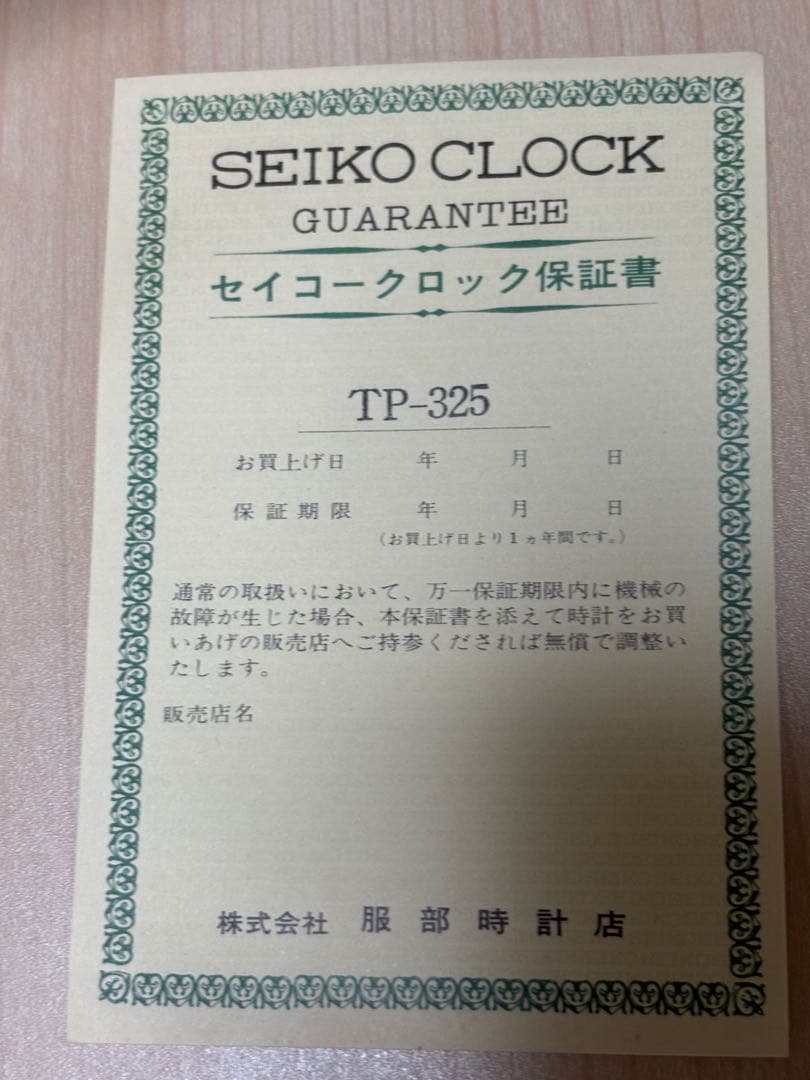 SEIKO CLOCK
GUARANTEE
セイコークロック保証書
TP-325
お買上げ日 年 月 日
保証期限 年 月 日
(お買上げ日より1ヵ年間です。)
通常の取扱いにおいて、万一保証期限内に機械の
故障が生じた場合、本保証書を添えて時計をお買
いあげの販売店へご持参くだされば無償で調整い
たします。
販売店名
株式会社 服部時計店